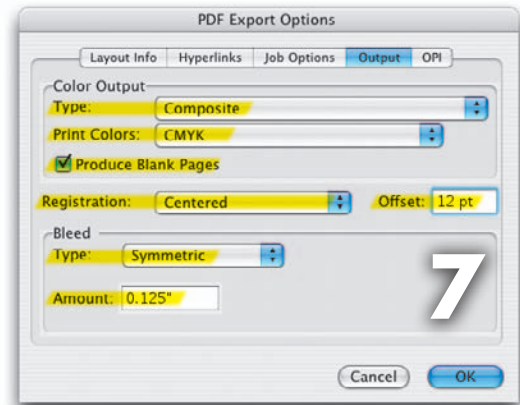 PDF Export Options
Layout Info Hyperlinks Job Options Output OPI
Color Output
Type: Composite
Print Colors: CMYK
Produce Blank Pages
Registration: Centered Offset: 12 pt
Bleed
Type: Symmetric
Amount: 0.125"
7
Cancel OK